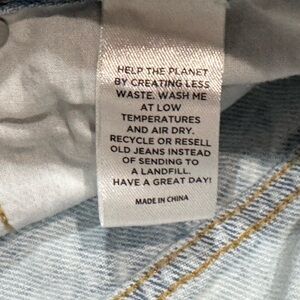 HELP THE PLANET
BY CREATING LESS
WASTE. WASH ME
AT LOW
TEMPERATURES
AND AIR DRY.
RECYCLE OR RESELL
OLD JEANS INSTEAD
OF SENDING TO
A LANDFILL.
HAVE A GREAT DAY!
MADE IN CHINA